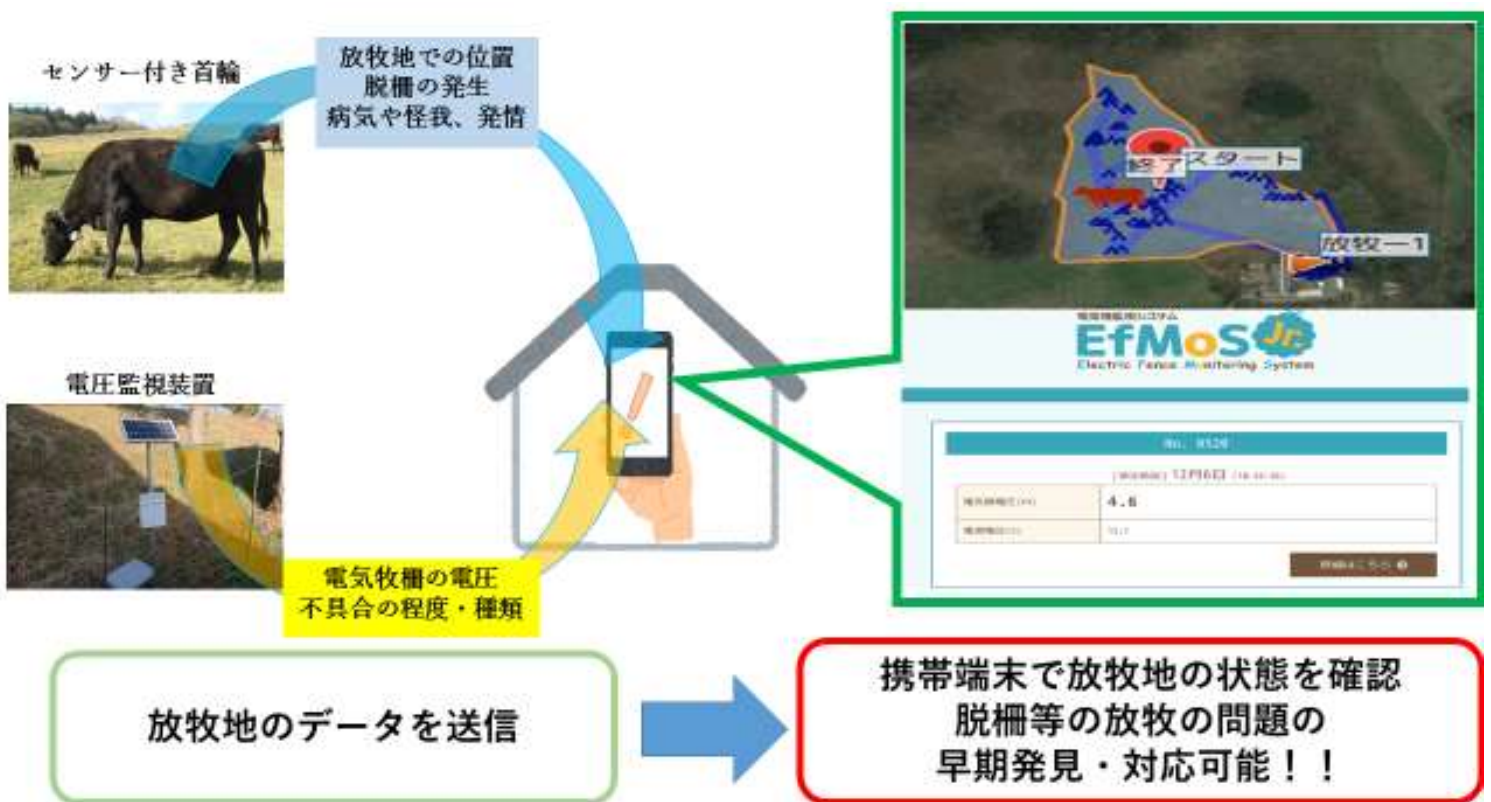 センサー付き首輪
放牧地での位置
脱柵の発生
病気や怪我、発情
電圧監視装置
電気牧柵の電圧
不具合の程度・種類
終了
スタート
放牧ー1
EfMoS Jr.
Electric Fence Monitoring System
12月6日
4.6
放牧地のデータを送信
携帯端末で放牧地の状態を確認
脱柵等の放牧の問題の
早期発見・対応可能！！